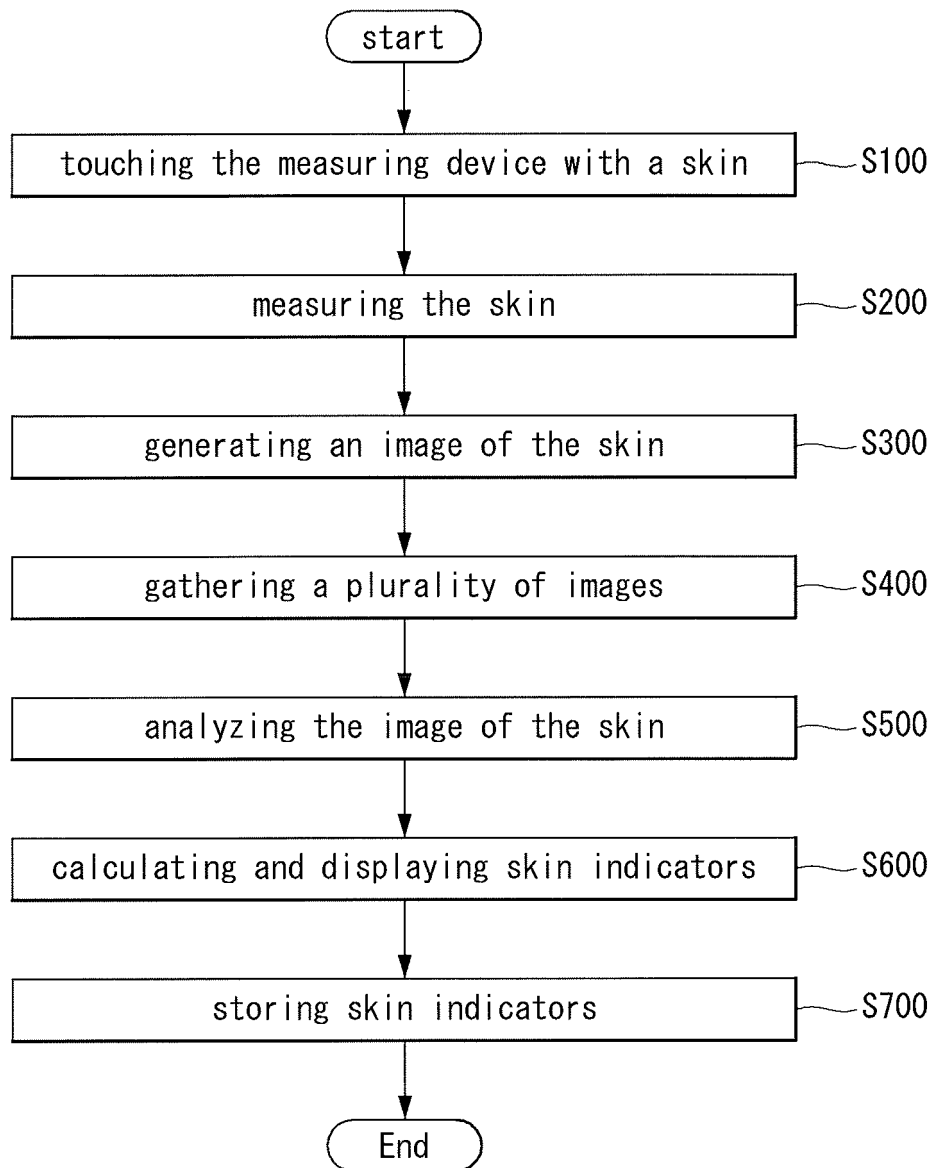 start
touching the measuring device with a skin S100
measuring the skin S200
generating an image of the skin S300
gathering a plurality of images S400
analyzing the image of the skin S500
calculating and displaying skin indicators S600
storing skin indicators S700
End